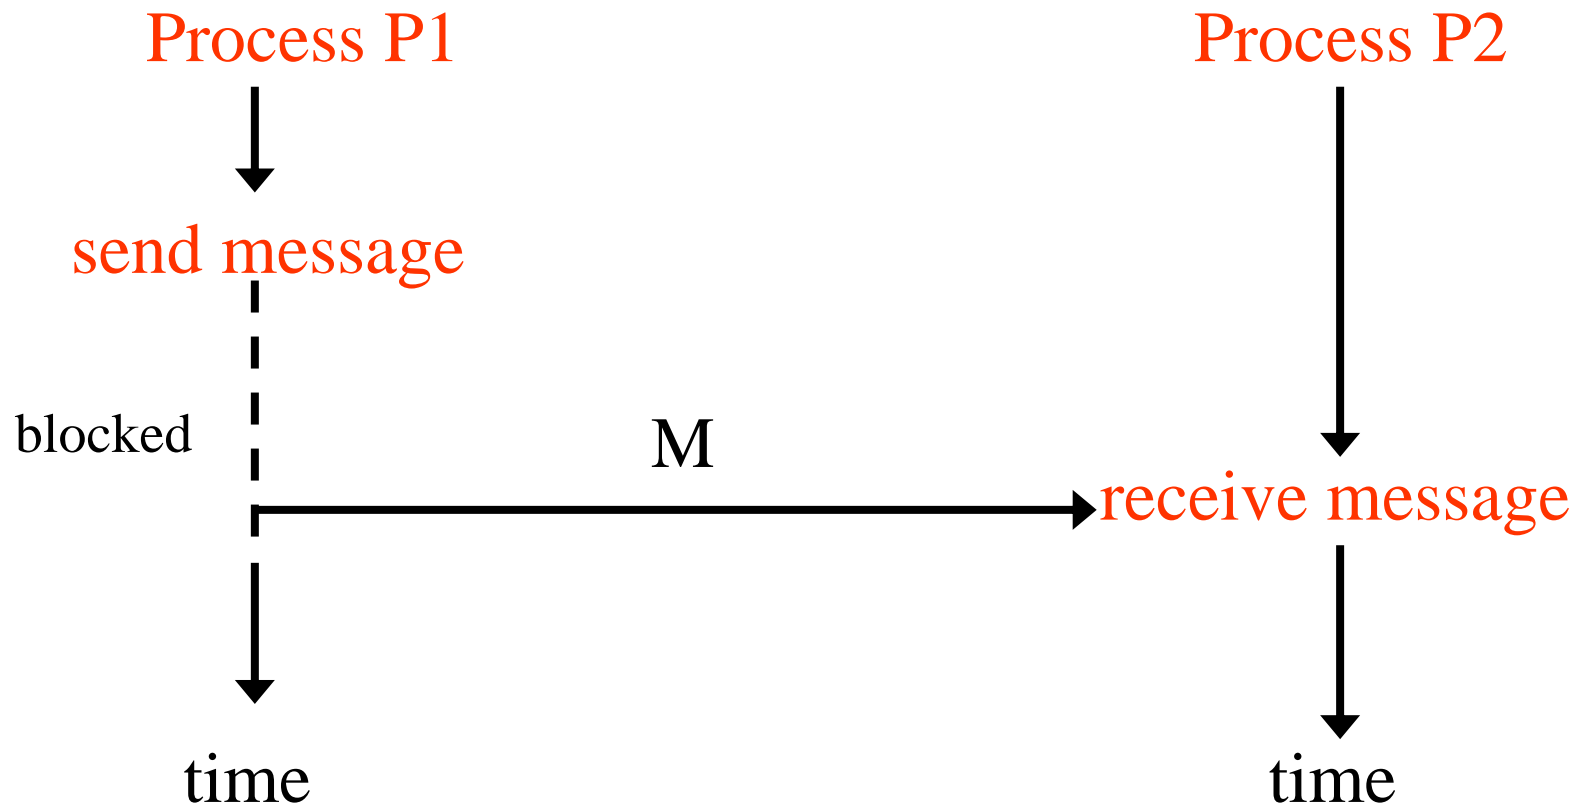 Process P1
Process P2
send message
blocked
M
receive message
time
time